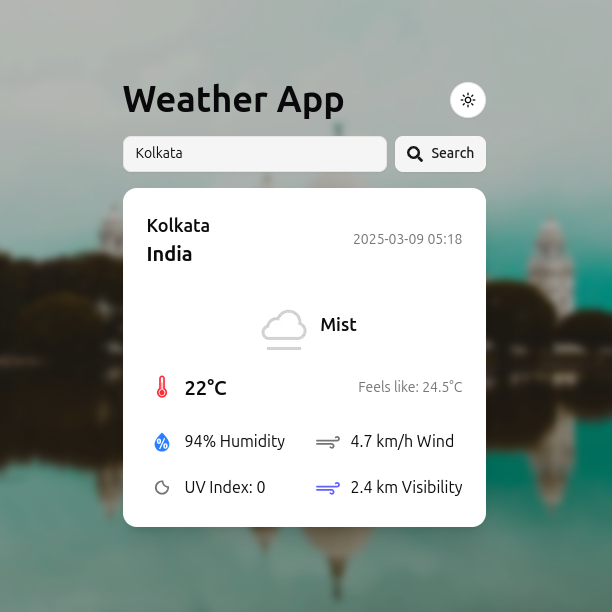 Weather App
Kolkata
Search
Kolkata
India
2025-03-09 05:18
Mist
22°C
Feels like: 24.5°C
94% Humidity
4.7 km/h Wind
UV Index: 0
2.4 km Visibility